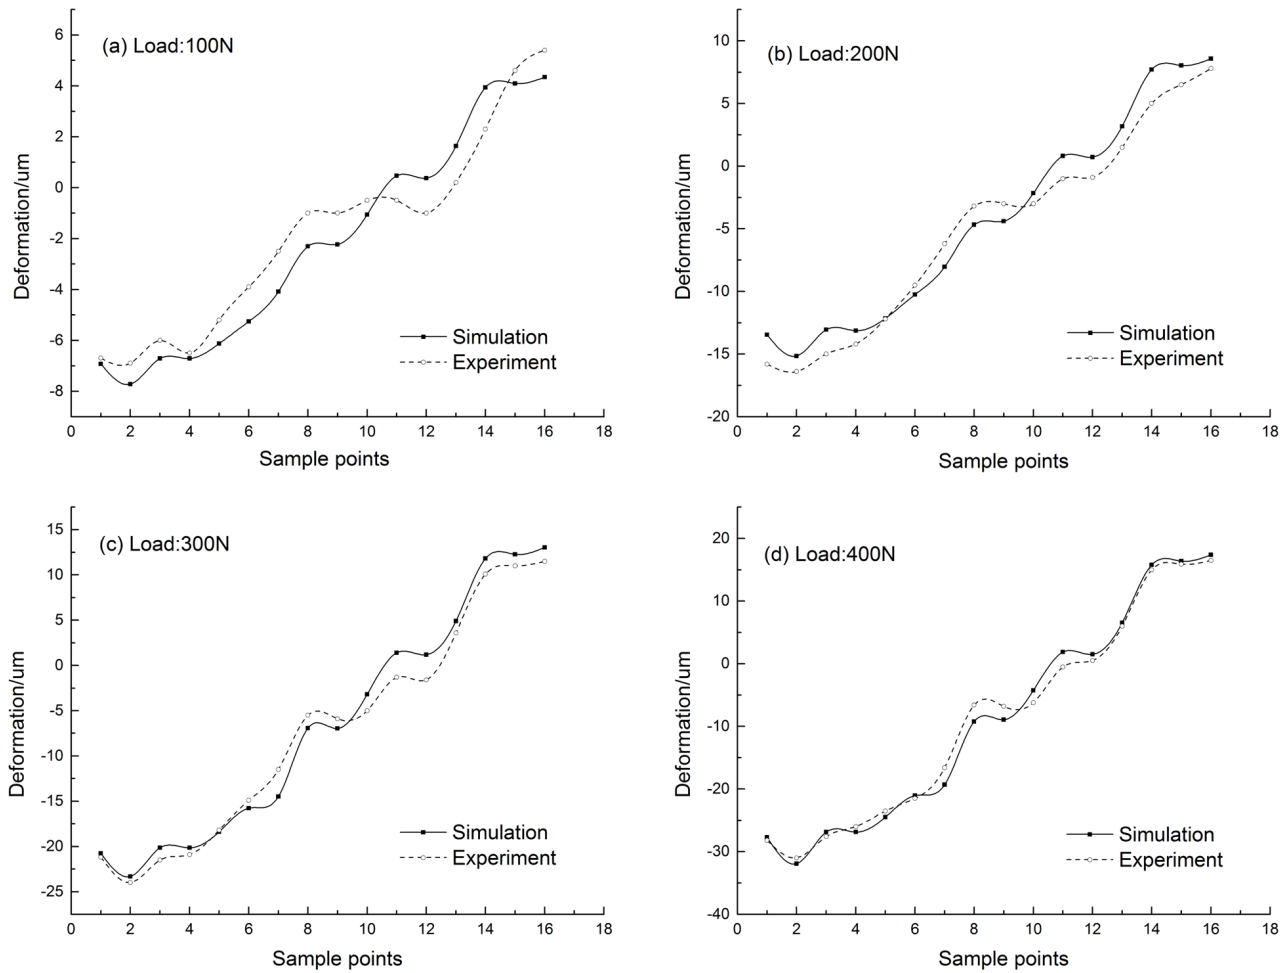 (a) Load:100N
6
4
2
0
-2
-4
-6
-8
Deformation/um
Simulation
Experiment
0 2 4 6 8 10 12 14 16 18
Sample points
(b) Load:200N
10
5
0
-5
-10
-15
-20
Deformation/um
Simulation
Experiment
0 2 4 6 8 10 12 14 16 18
Sample points
(c) Load:300N
15
10
5
0
-5
-10
-15
-20
-25
Deformation/um
Simulation
Experiment
0 2 4 6 8 10 12 14 16 18
Sample points
(d) Load:400N
20
10
0
-10
-20
-30
-40
Deformation/um
Simulation
Experiment
0 2 4 6 8 10 12 14 16 18
Sample points